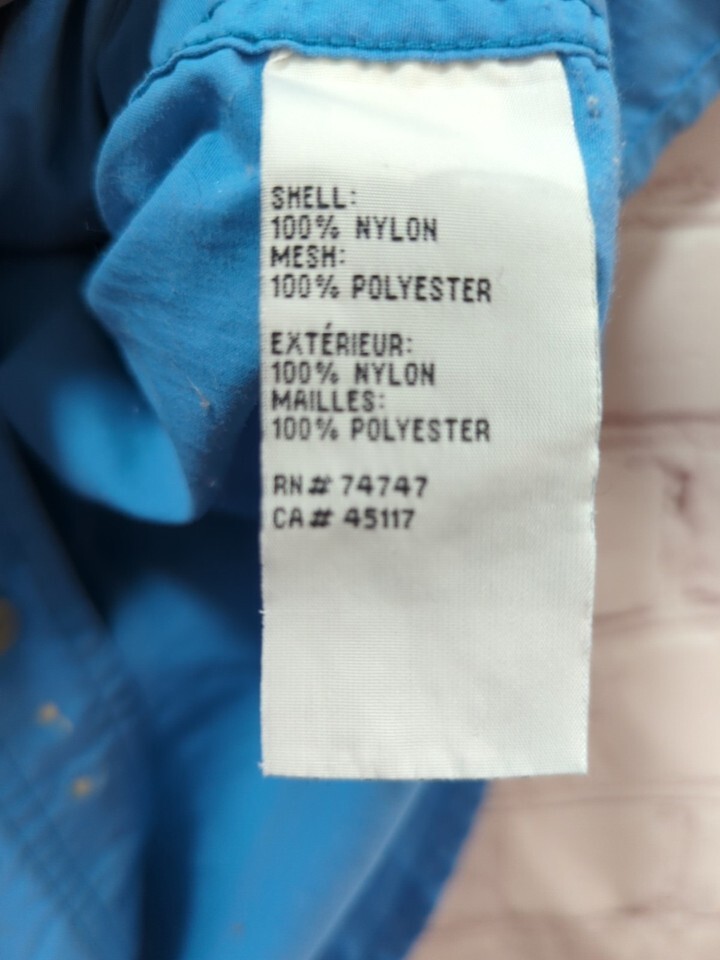 SHELL:
100% NYLON
MESH:
100% POLYESTER
EXTÉRIEUR:
100% NYLON
MAILLES:
100% POLYESTER
RN# 74747
CA# 45117